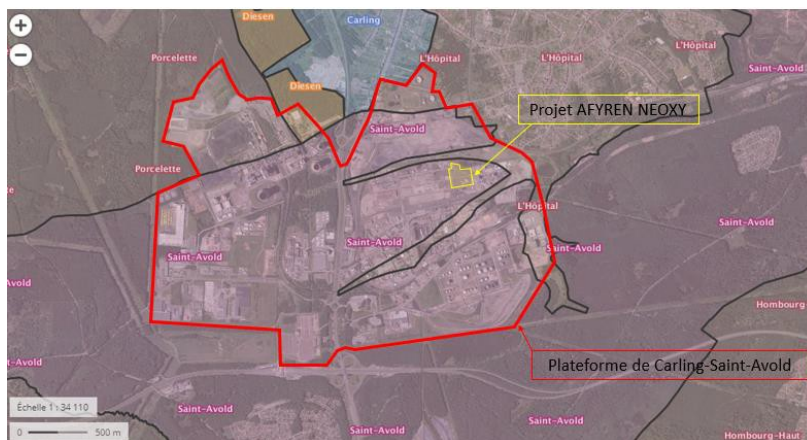 +
−
Diesen
Carling
Porcelette
L'Hôpital
L'Hôpital
Saint-Avold
Diesen
Projet AFYREN NEOXY
Saint-Avold
Porcelette
L'Hôpital
Saint-Avold
Saint-Avold
Saint-Avold
Saint-Avold
Avold
Hombourg
Saint-Avold
Plateforme de Carling-Saint-Avold
Échelle 1 : 34 110
Saint-Avold
Saint-Avold
0 500 m
Hombourg-Haut